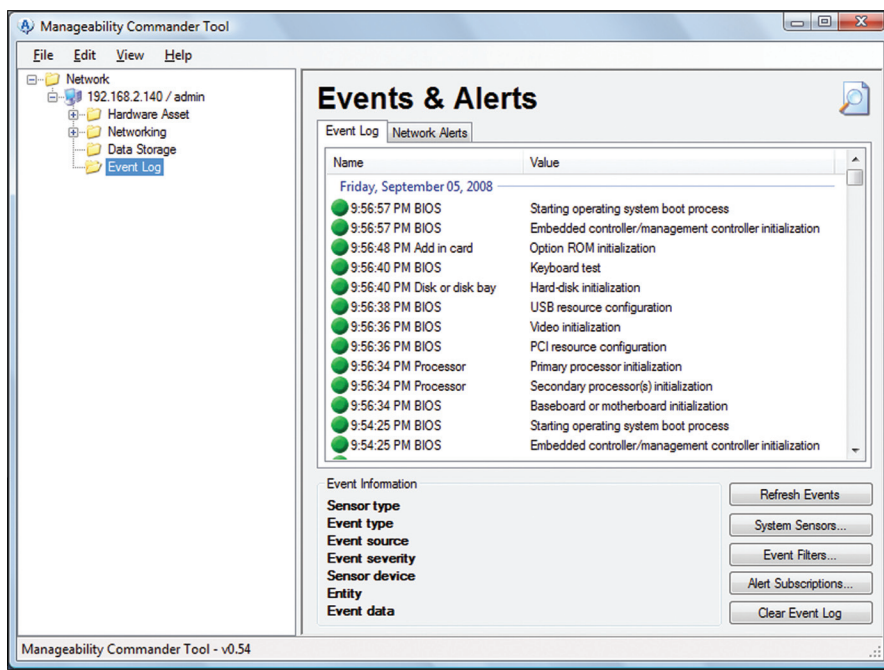 Manageability Commander Tool
File Edit View Help
Network
192.168.2.140 / admin
Hardware Asset
Networking
Data Storage
Event Log
Events & Alerts
Event Log Network Alerts
Name Value
Friday, September 05, 2008
9:56:57 PM BIOS Starting operating system boot process
9:56:57 PM BIOS Embedded controller/management controller initialization
9:56:48 PM Add in card Option ROM initialization
9:56:40 PM BIOS Keyboard test
9:56:40 PM Disk or disk bay Hard-disk initialization
9:56:38 PM BIOS USB resource configuration
9:56:36 PM BIOS Video initialization
9:56:36 PM BIOS PCI resource configuration
9:56:34 PM Processor Primary processor initialization
9:56:34 PM Processor Secondary processor(s) initialization
9:56:34 PM BIOS Baseboard or motherboard initialization
9:54:25 PM BIOS Starting operating system boot process
9:54:25 PM BIOS Embedded controller/management controller initialization
Event Information
Sensor type
Event type
Event source
Event severity
Sensor device
Entity
Event data
Refresh Events
System Sensors...
Event Filters...
Alert Subscriptions...
Clear Event Log
Manageability Commander Tool - v0.54